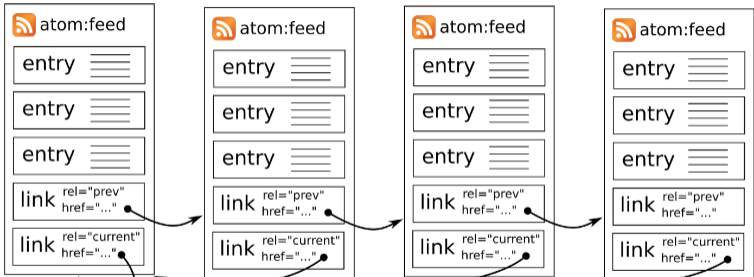 atom:feed
entry
entry
entry
link rel="prev"
href="..."
link rel="current"
href="..."
atom:feed
entry
entry
entry
link rel="prev"
href="..."
link rel="current"
href="..."
atom:feed
entry
entry
entry
link rel="prev"
href="..."
link rel="current"
href="..."
atom:feed
entry
entry
entry
link rel="prev"
href="..."
link rel="current"
href="..."